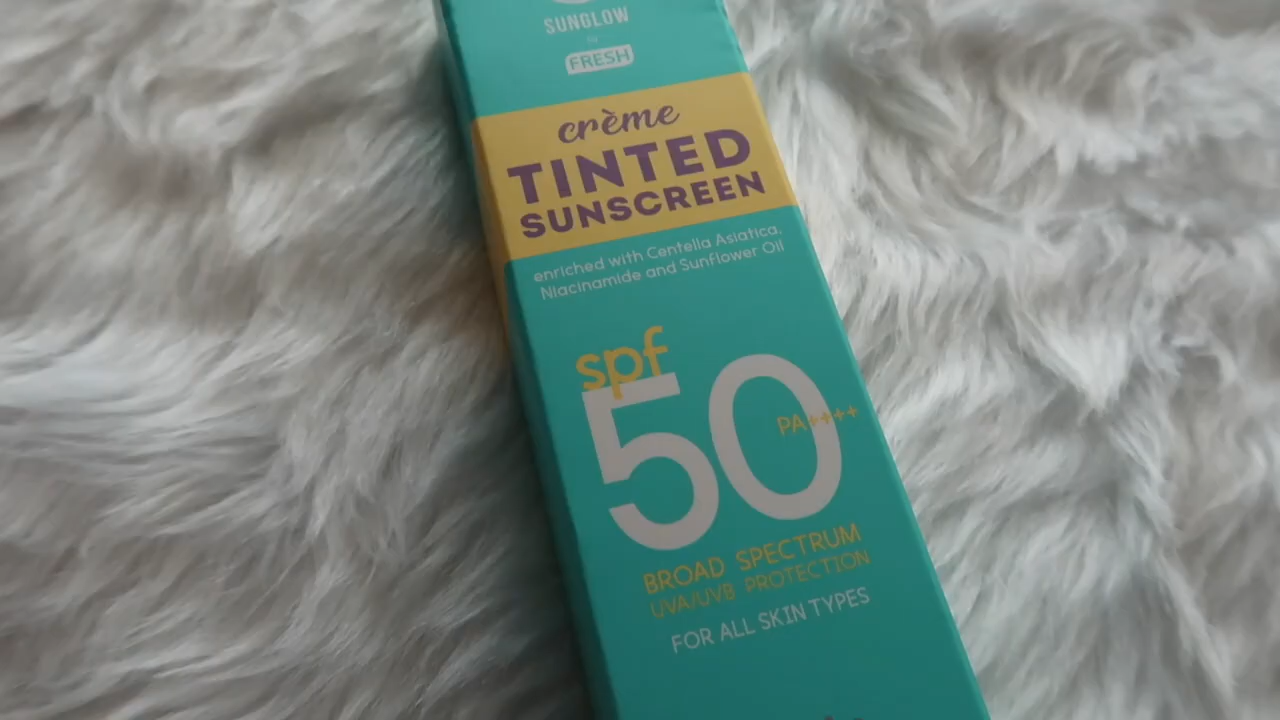 SUNGLOW
FRESH
crème
TINTED
SUNSCREEN
enriched with Centella Asiatica,
Niacinamide and Sunflower Oil
spf
50
PA++++
BROAD SPECTRUM
UVA/UVB PROTECTION
FOR ALL SKIN TYPES